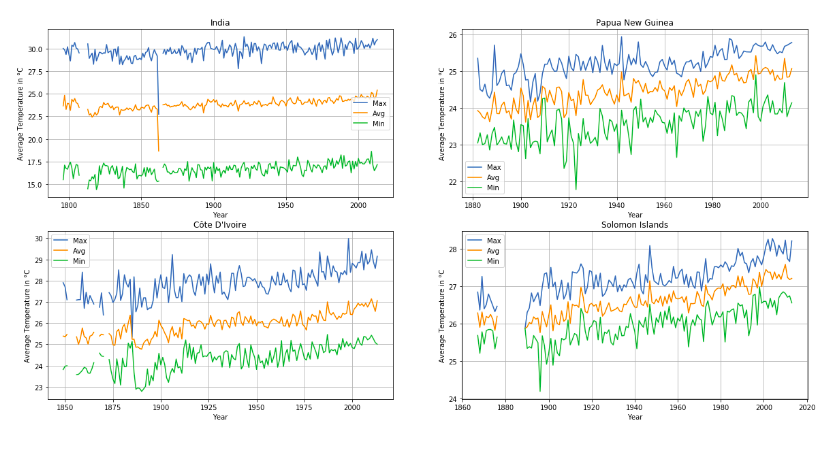 India
Average Temperature in °C
30.0
27.5
25.0
22.5
20.0
17.5
15.0
Max
Avg
Min
1800
1850
1900
1950
2000
Year
Papua New Guinea
Average Temperature in °C
26
25
24
23
22
Max
Avg
Min
1880
1900
1920
1940
1960
1980
2000
Year
Côte D'Ivoire
Average Temperature in °C
30
29
28
27
26
25
24
23
Max
Avg
Min
1850
1875
1900
1925
1950
1975
2000
Year
Solomon Islands
Average Temperature in °C
28
27
26
25
24
Max
Avg
Min
1860
1880
1900
1920
1940
1960
1980
2000
2020
Year